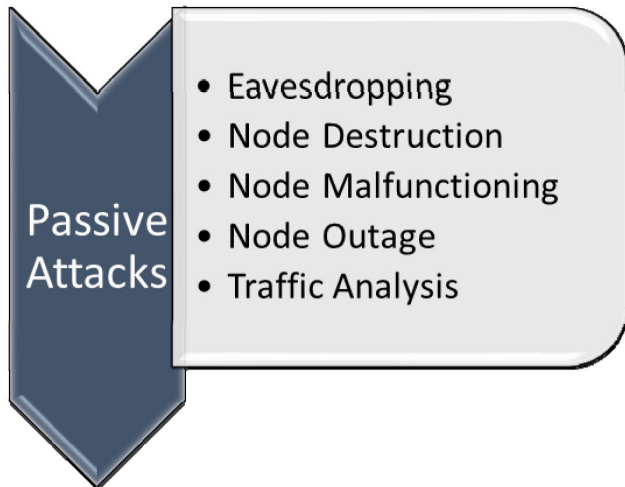 Passive
Attacks
• Eavesdropping
• Node Destruction
• Node Malfunctioning
• Node Outage
• Traffic Analysis